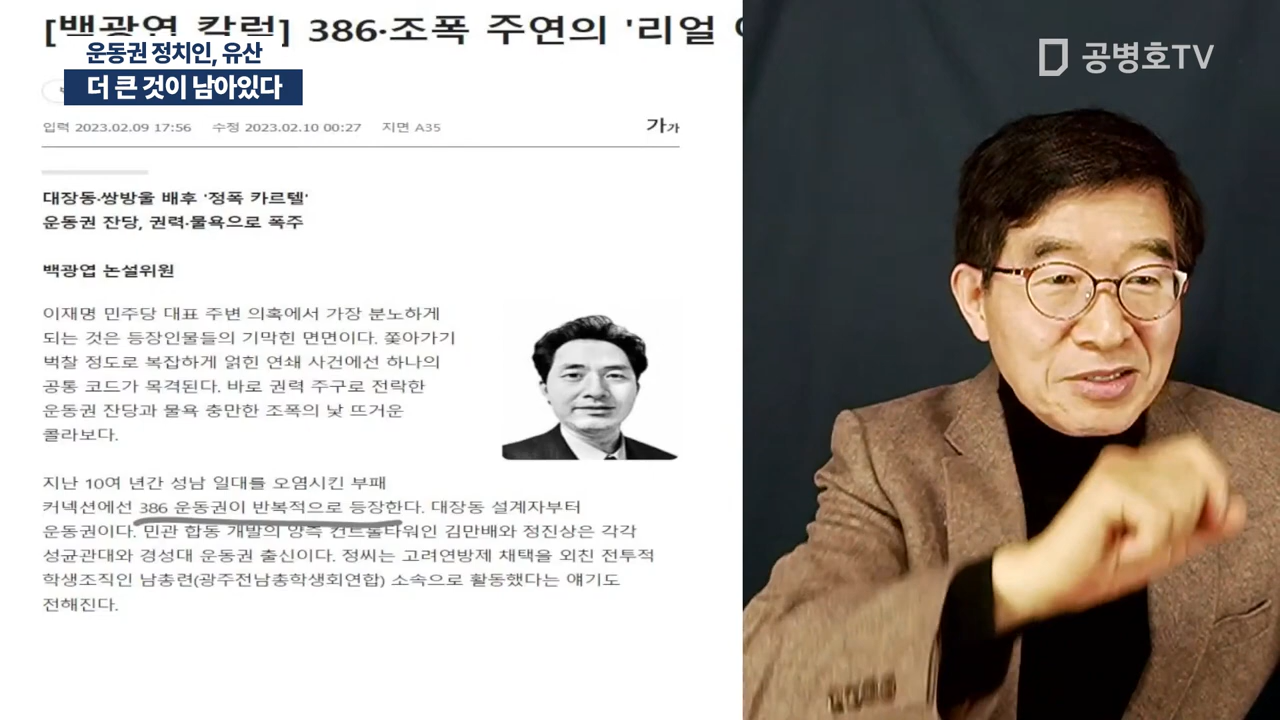 [백광엽 칼럼] 386·조폭 주연의 '리얼
운동권 정치인, 유산
더 큰 것이 남아있다
공병호TV
입력 2023.02.09 17:56 수정 2023.02.10 00:27 지면 A35
가가
대장동·쌍방울 배후 '정폭 카르텔'
운동권 잔당, 권력·물욕으로 폭주
백광엽 논설위원
이재명 민주당 대표 주변 의혹에서 가장 분노하게
되는 것은 등장인물들의 기막힌 면면이다. 쫓아가기
벅찰 정도로 복잡하게 얽힌 연쇄 사건에선 하나의
공통 코드가 목격된다. 바로 권력 주구로 전락한
운동권 잔당과 물욕 충만한 조폭의 낯 뜨거운
콜라보다.
지난 10여 년간 성남 일대를 오염시킨 부패
커넥션에선 386 운동권이 반복적으로 등장한다. 대장동 설계자부터
운동권이다. 민관 합동 개발의 양측 컨트롤타워인 김만배와 정진상은 각각
성균관대와 경성대 운동권 출신이다. 정씨는 고려연방제 채택을 외친 전투적
학생조직인 남총련(광주전남총학생회연합) 소속으로 활동했다는 얘기도
전해진다.